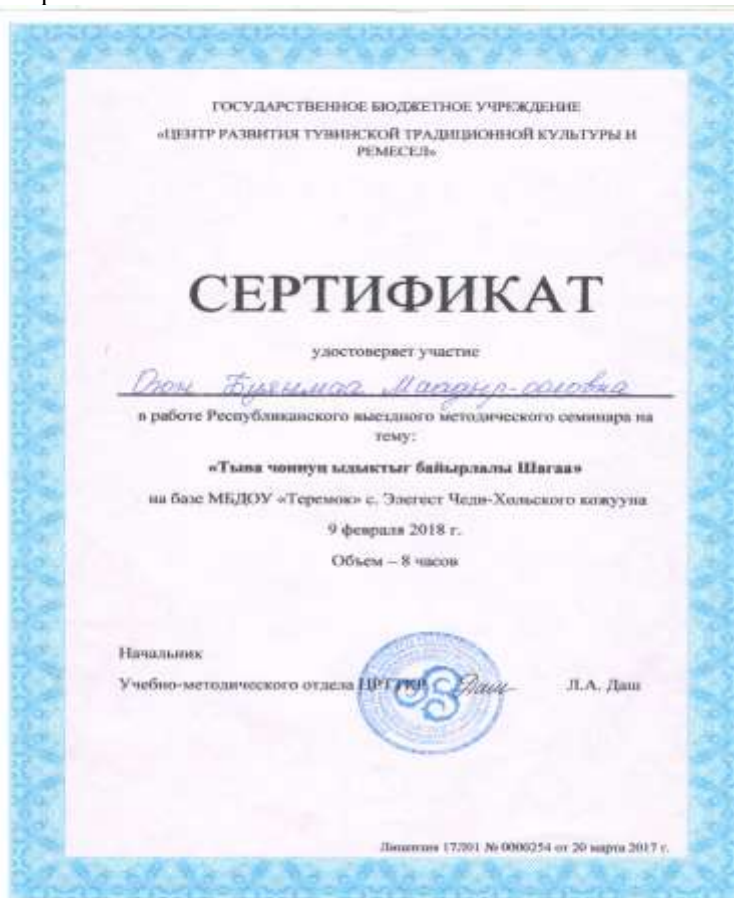 ГОСУДАРСТВЕННОЕ БЮДЖЕТНОЕ УЧРЕЖДЕНИЕ
«ЦЕНТР РАЗВИТИЯ ТУВИНСКОЙ ТРАДИЦИОННОЙ КУЛЬТУРЫ И
РЕМЕСЕЛ»
СЕРТИФИКАТ
удостоверяет участие
в работе Республиканского выездного методического семинара на
тему:
«Тыва чоннуң ыдыктыг байырлалы Шагаа»
на базе МБДОУ «Теремок» с. Элегест Чеди-Хольского кожууна
9 февраля 2018 г.
Объем – 8 часов
Начальник
Учебно-методического отдела ЦРТТКР Даш Л.А. Даш
Лицензия 17Л01 № 0000254 от 20 марта 2017 г.